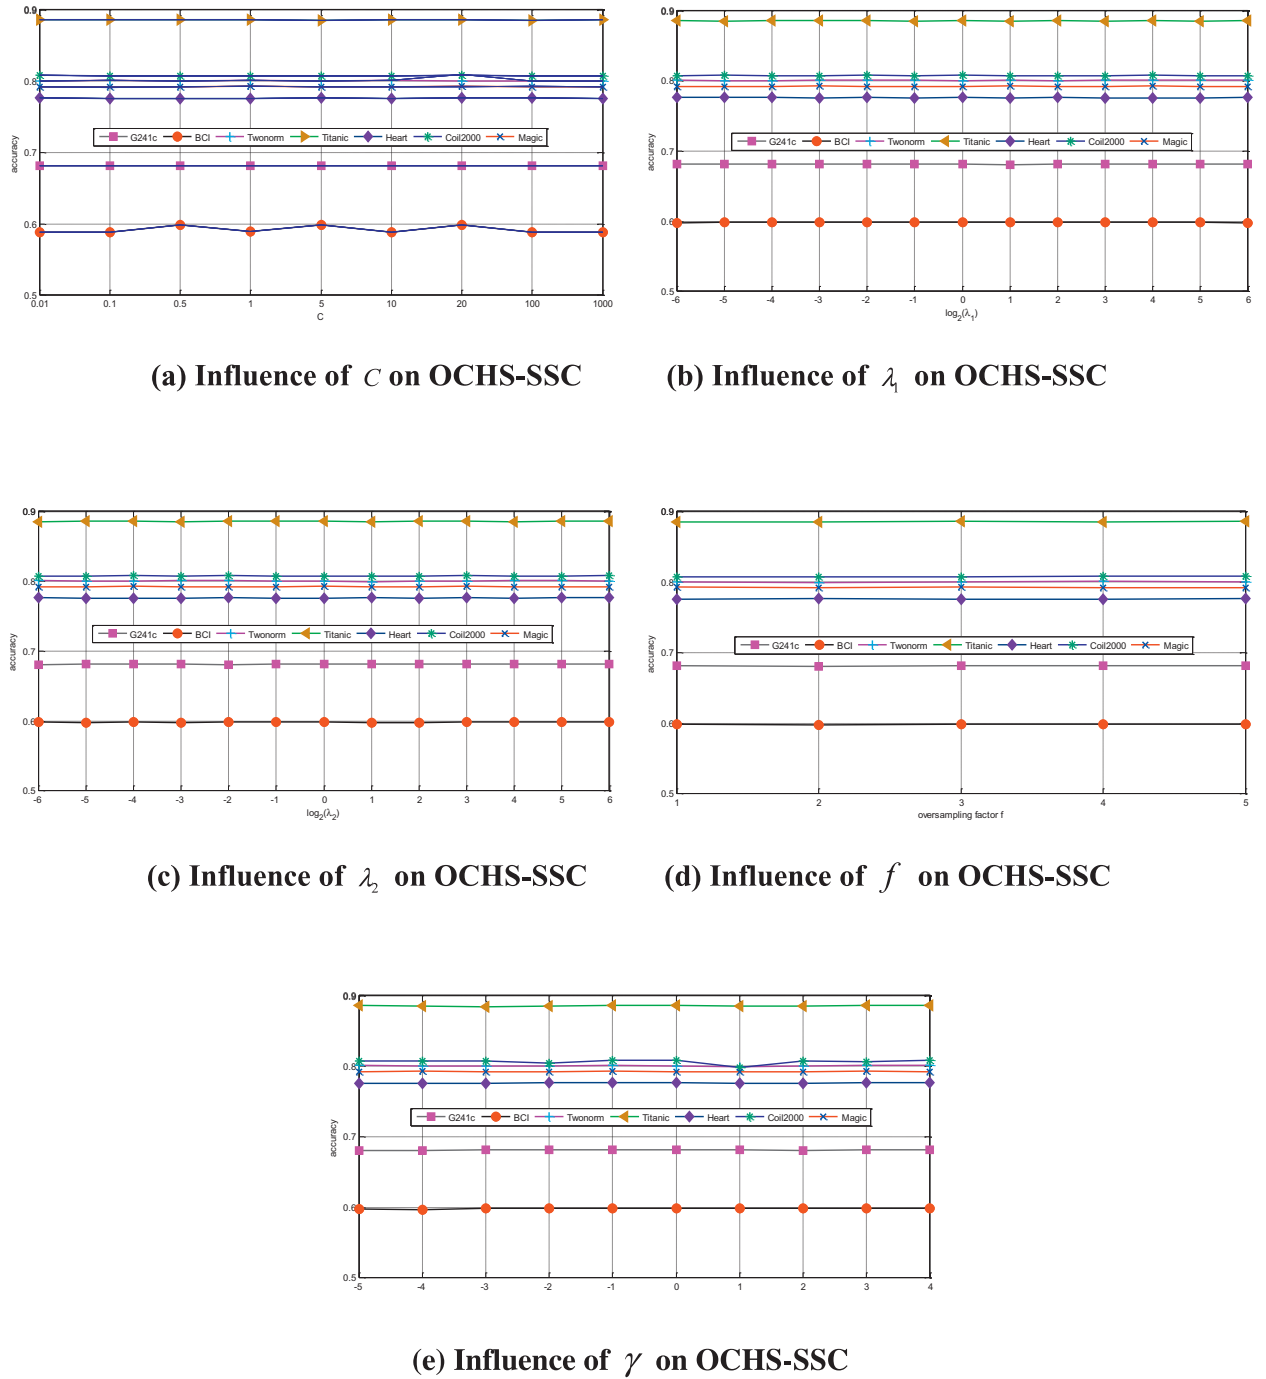 0.9
0.8
0.7
0.6
0.5
accuracy
G241c BCI Twonorm Titanic Heart Coil2000 Magic
0.01 0.1 0.5 1 5 10 20 100 1000
C
(a) Influence of C on OCHS-SSC
0.9
0.8
0.7
0.6
0.5
accuracy
G241c BCI Twonorm Titanic Heart Coil2000 Magic
-6 -5 -4 -3 -2 -1 0 1 2 3 4 5 6
log₂(λ₁)
(b) Influence of λ₁ on OCHS-SSC
0.9
0.8
0.7
0.6
0.5
accuracy
G241c BCI Twonorm Titanic Heart Coil2000 Magic
-6 -5 -4 -3 -2 -1 0 1 2 3 4 5 6
log₂(λ₂)
(c) Influence of λ₂ on OCHS-SSC
0.9
0.8
0.7
0.6
0.5
accuracy
G241c BCI Twonorm Titanic Heart Coil2000 Magic
1 2 3 4 5
oversampling factor f
(d) Influence of f on OCHS-SSC
0.9
0.8
0.7
0.6
0.5
accuracy
G241c BCI Twonorm Titanic Heart Coil2000 Magic
-5 -4 -3 -2 -1 0 1 2 3 4
(e) Influence of γ on OCHS-SSC